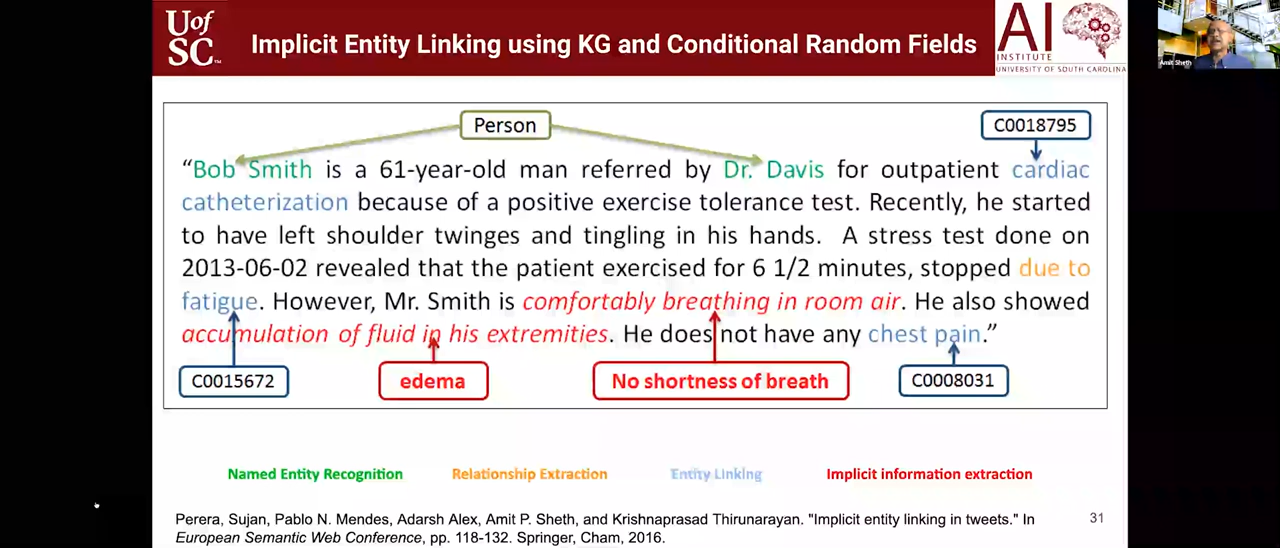 UofSC
Implicit Entity Linking using KG and Conditional Random Fields
AI
INSTITUTE
UNIVERSITY OF SOUTH CAROLINA
Amit Sheth
Person
C0018795
“Bob Smith is a 61-year-old man referred by Dr. Davis for outpatient cardiac
catheterization because of a positive exercise tolerance test. Recently, he started
to have left shoulder twinges and tingling in his hands. A stress test done on
2013-06-02 revealed that the patient exercised for 6 1/2 minutes, stopped due to
fatigue. However, Mr. Smith is comfortably breathing in room air. He also showed
accumulation of fluid in his extremities. He does not have any chest pain.”
C0015672
edema
No shortness of breath
C0008031
Named Entity Recognition
Relationship Extraction
Entity Linking
Implicit information extraction
Perera, Sujan, Pablo N. Mendes, Adarsh Alex, Amit P. Sheth, and Krishnaprasad Thirunarayan. "Implicit entity linking in tweets." In
European Semantic Web Conference, pp. 118-132. Springer, Cham, 2016.
31